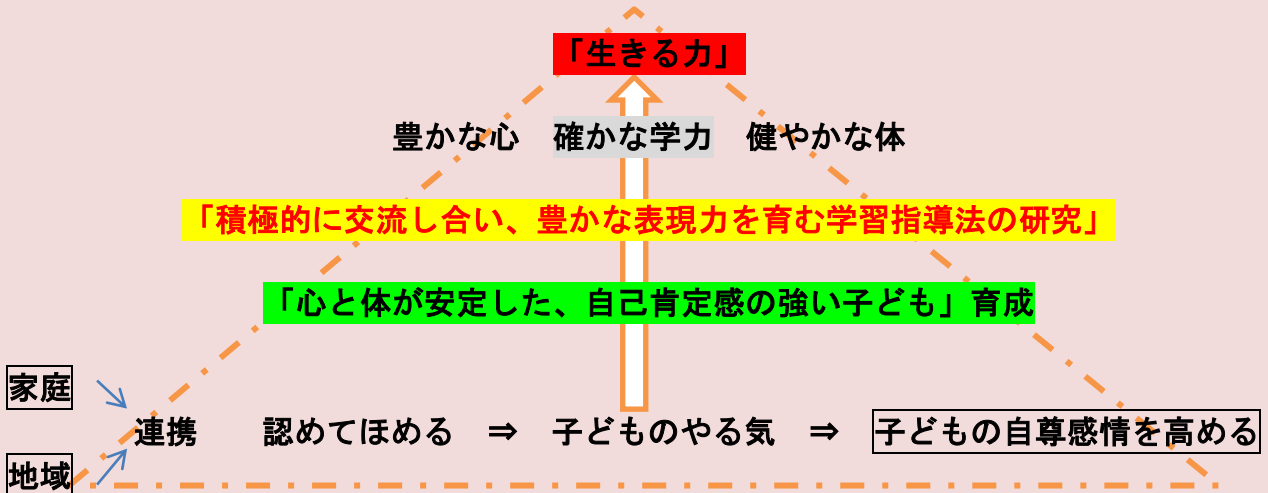 「生きる力」
豊かな心　確かな学力　健やかな体
「積極的に交流し合い、豊かな表現力を育む学習指導法の研究」
「心と体が安定した、自己肯定感の強い子ども」育成
家庭
連携　認めてほめる　⇒　子どものやる気　⇒　子どもの自尊感情を高める
地域